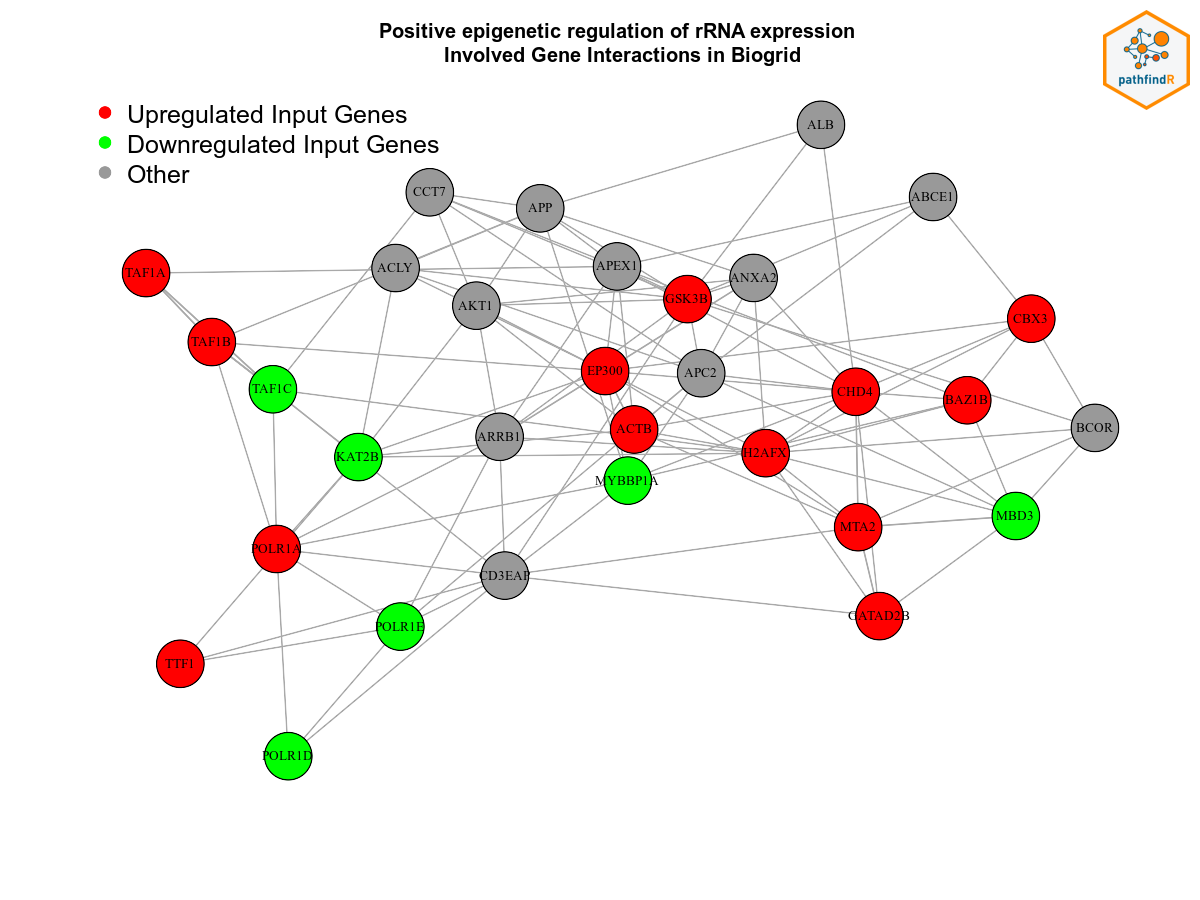 Positive epigenetic regulation of rRNA expression
Involved Gene Interactions in Biogrid
pathfindR
Upregulated Input Genes
Downregulated Input Genes
Other
ALB
CCT7
ABCE1
APP
TAF1A
ACLY
APEX1
ANXA2
AKT1
GSK3B
CBX3
TAF1B
EP300
APC2
TAF1C
CHD4
BAZ1B
ACTB
BCOR
ARRB1
KAT2B
H2AFX
MYBBP1A
MBD3
MTA2
POLR1A
CD3EAP
GATAD2B
POLR1E
TTF1
POLR1D